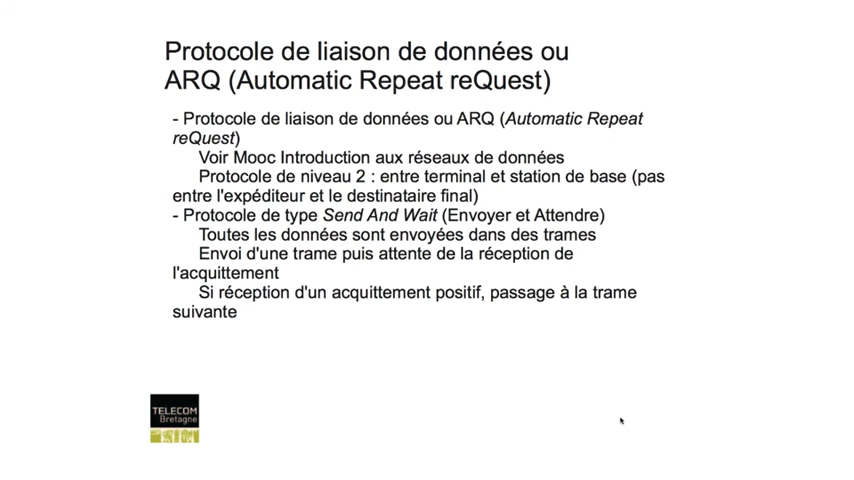 Protocole de liaison de données ou
ARQ (Automatic Repeat reQuest)
- Protocole de liaison de données ou ARQ (Automatic Repeat
reQuest)
Voir Mooc Introduction aux réseaux de données
Protocole de niveau 2 : entre terminal et station de base (pas
entre l'expéditeur et le destinataire final)
- Protocole de type Send And Wait (Envoyer et Attendre)
Toutes les données sont envoyées dans des trames
Envoi d'une trame puis attente de la réception de
l'acquittement
Si réception d'un acquittement positif, passage à la trame
suivante
TELECOM
Bretagne